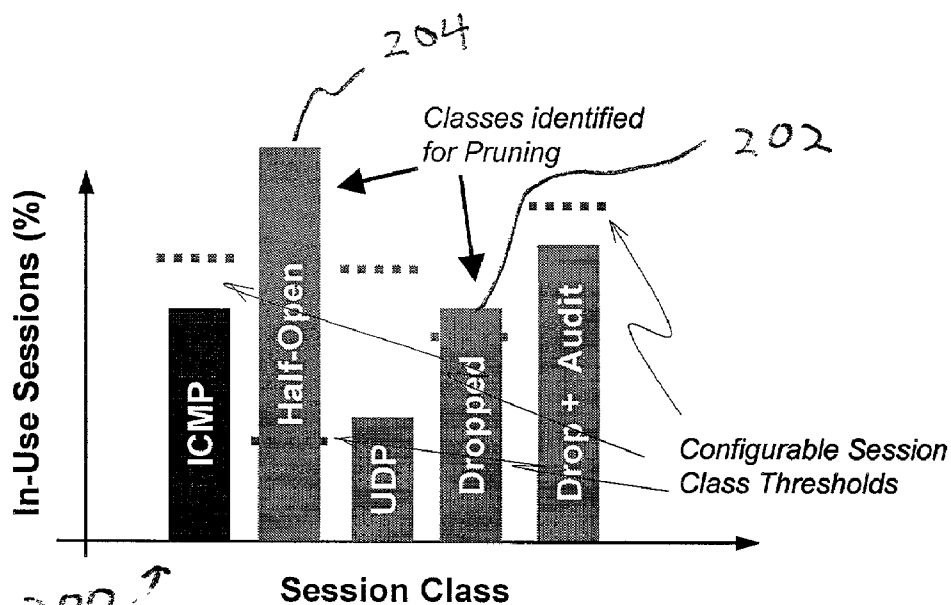 204
Classes identified
for Pruning
202
In-Use Sessions (%)
ICMP
Half-Open
UDP
Dropped
Drop + Audit
Configurable Session
Class Thresholds
Session Class